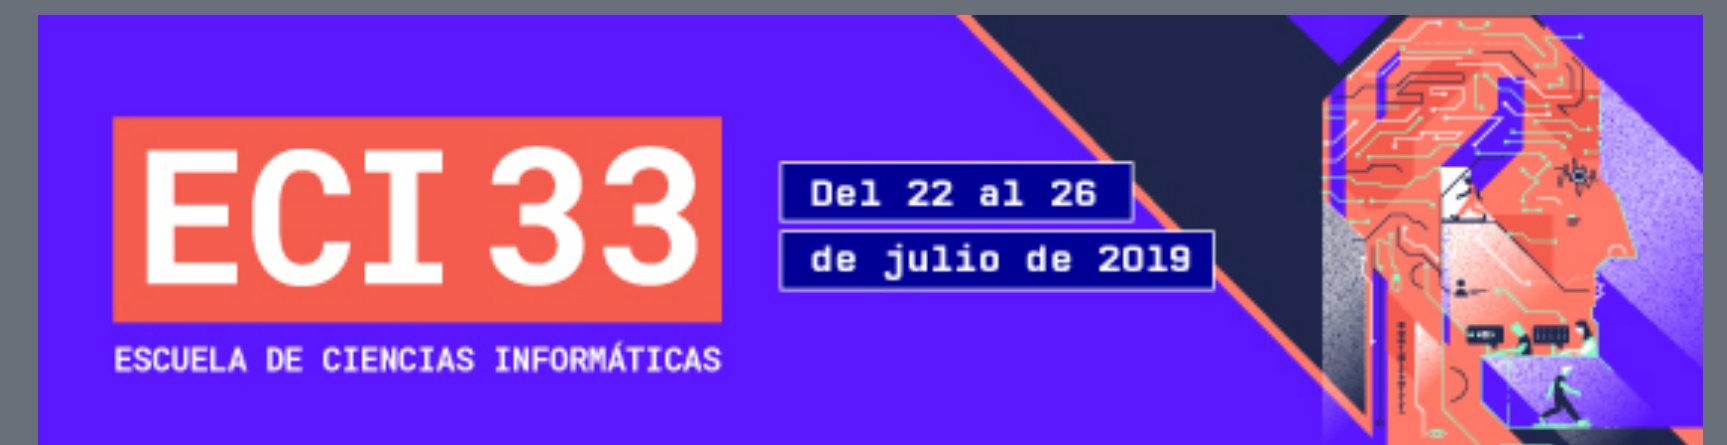 ECI 33
ESCUELA DE CIENCIAS INFORMÁTICAS
Del 22 al 26
de julio de 2019